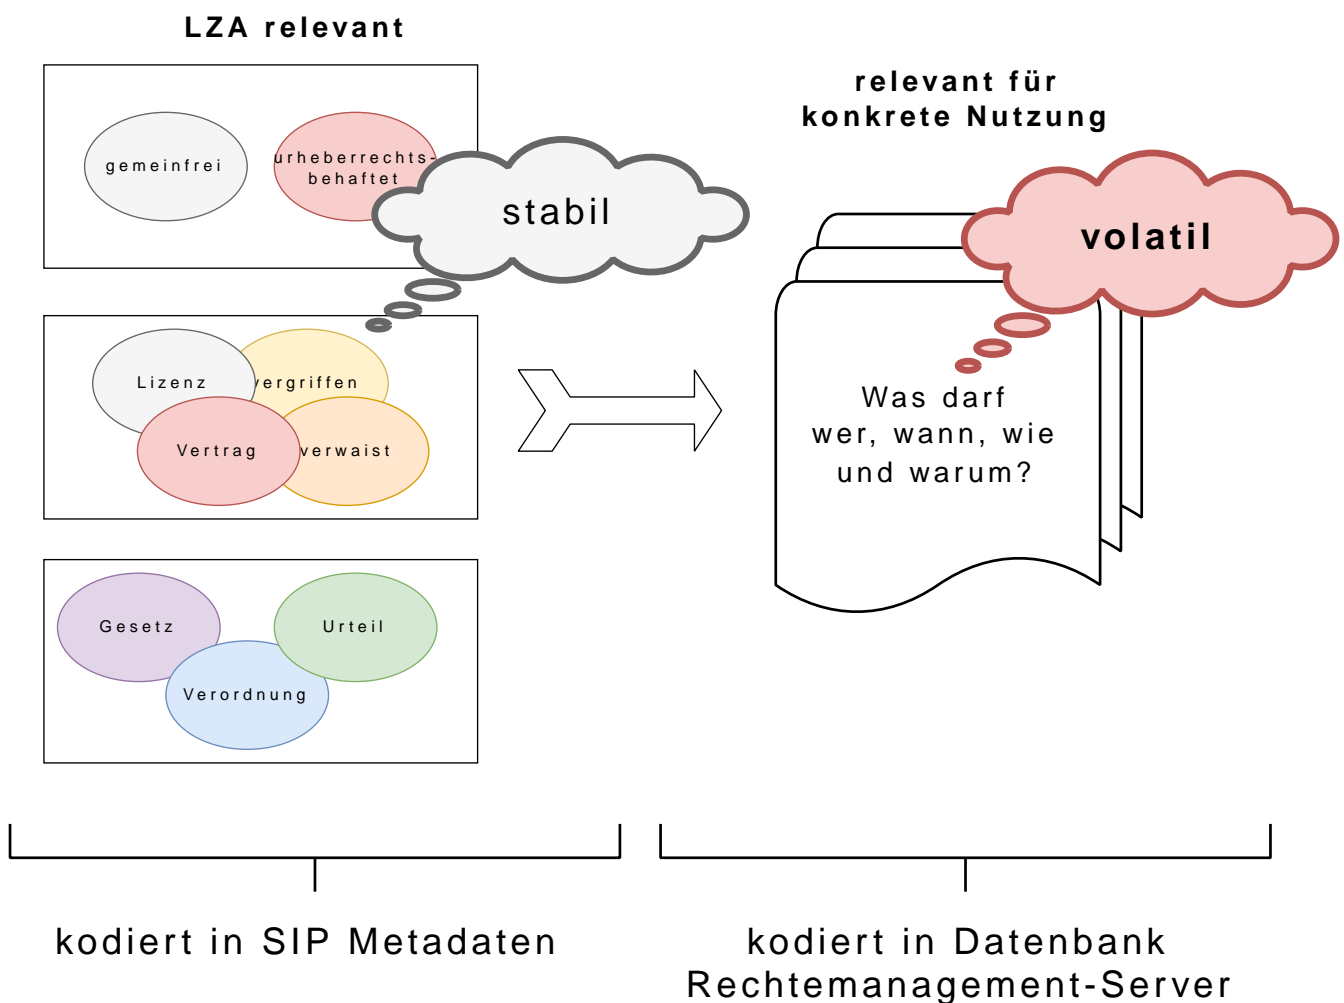 LZA relevant
gemeinfrei
urheberrechts-
behaftet
stabil
Lizenz
vergriffen
Vertrag
verwaist
Gesetz
Urteil
Verordnung
relevant für
konkrete Nutzung
volatil
Was darf
wer, wann, wie
und warum?
kodiert in SIP Metadaten
kodiert in Datenbank
Rechtemanagement-Server